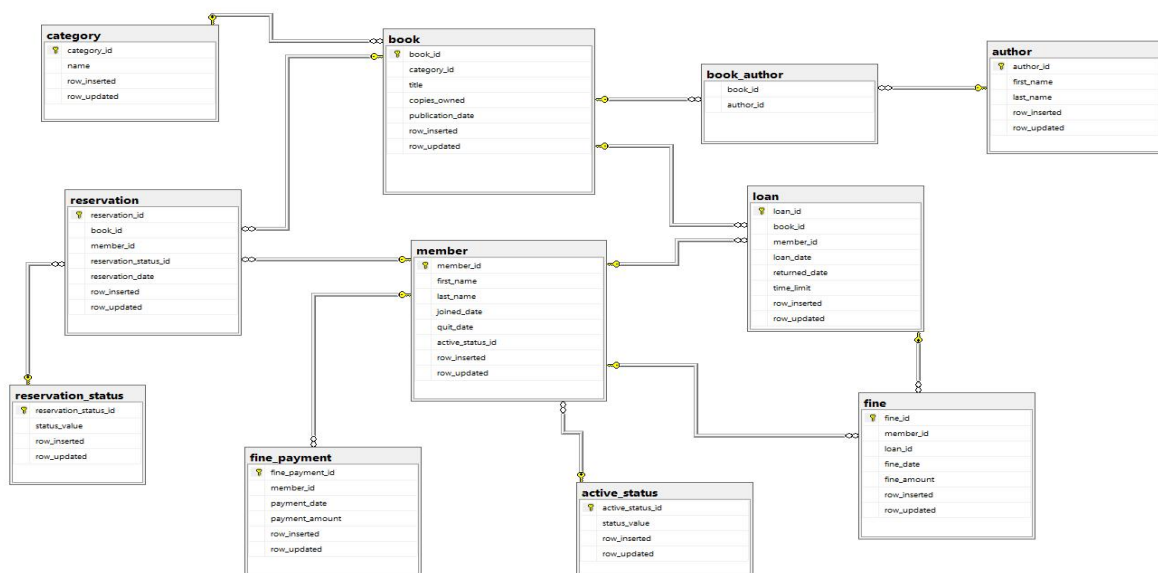 category
category_id
name
row_inserted
row_updated
book
book_id
category_id
title
copies_owned
publication_date
row_inserted
row_updated
book_author
book_id
author_id
author
author_id
first_name
last_name
row_inserted
row_updated
reservation
reservation_id
book_id
member_id
reservation_status_id
reservation_date
row_inserted
row_updated
member
member_id
first_name
last_name
joined_date
quit_date
active_status_id
row_inserted
row_updated
loan
loan_id
book_id
member_id
loan_date
returned_date
time_limit
row_inserted
row_updated
reservation_status
reservation_status_id
status_value
row_inserted
row_updated
fine_payment
fine_payment_id
member_id
payment_date
payment_amount
row_inserted
row_updated
active_status
active_status_id
status_value
row_inserted
row_updated
fine
fine_id
member_id
loan_id
fine_date
fine_amount
row_inserted
row_updated